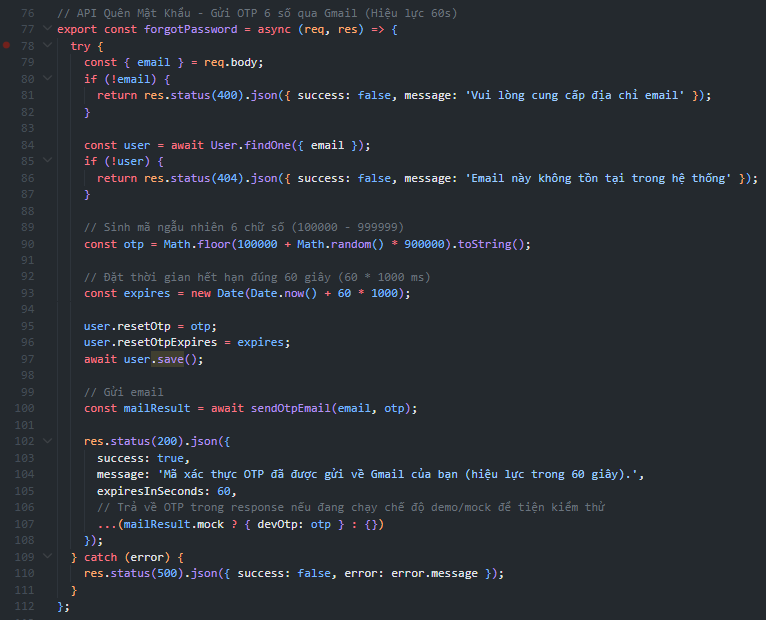 76 // API Quên Mật Khẩu - Gửi OTP 6 số qua Gmail (Hiệu lực 60s)
77 export const forgotPassword = async (req, res) => {
78   try {
79     const { email } = req.body;
80     if (!email) {
81       return res.status(400).json({ success: false, message: 'Vui lòng cung cấp địa chỉ email' });
82     }
83
84     const user = await User.findOne({ email });
85     if (!user) {
86       return res.status(404).json({ success: false, message: 'Email này không tồn tại trong hệ thống' });
87     }
88
89     // Sinh mã ngẫu nhiên 6 chữ số (100000 - 999999)
90     const otp = Math.floor(100000 + Math.random() * 900000).toString();
91
92     // Đặt thời gian hết hạn đúng 60 giây (60 * 1000 ms)
93     const expires = new Date(Date.now() + 60 * 1000);
94
95     user.resetOtp = otp;
96     user.resetOtpExpires = expires;
97     await user.save();
98
99     // Gửi email
100     const mailResult = await sendOtpEmail(email, otp);
101
102     res.status(200).json({
103       success: true,
104       message: 'Mã xác thực OTP đã được gửi về Gmail của bạn (hiệu lực trong 60 giây).',
105       expiresInSeconds: 60,
106       // Trả về OTP trong response nếu đang chạy chế độ demo/mock để tiện kiểm thử
107       ...(mailResult.mock ? { devOtp: otp } : {})
108     });
109   } catch (error) {
110     res.status(500).json({ success: false, error: error.message });
111   }
112 };